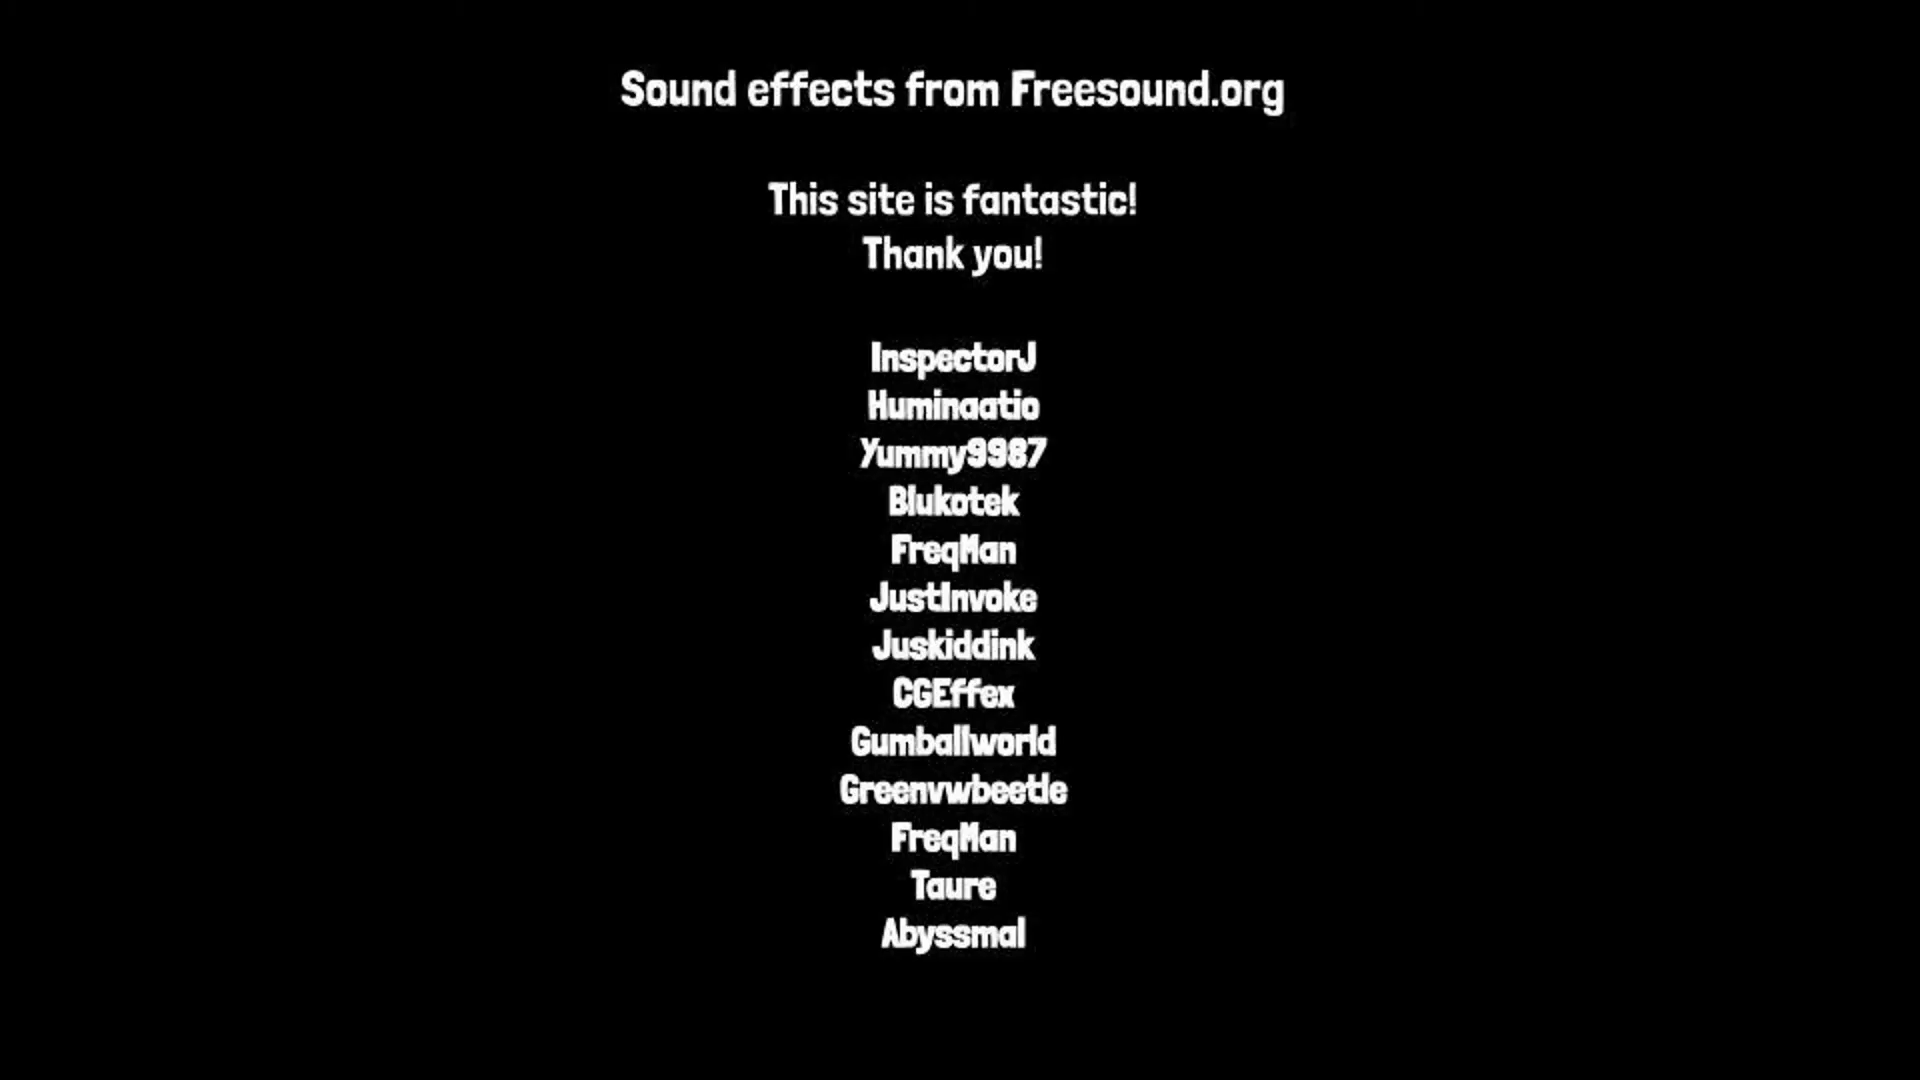 Sound effects from Freesound.org
This site is fantastic!
Thank you!
InspectorJ
Huminaatio
Yummy9987
Blukotek
FreqMan
JustInvoke
Juskiddink
CGEffex
Gumballworld
Greenvwbeetle
FreqMan
Taure
Abyssmal